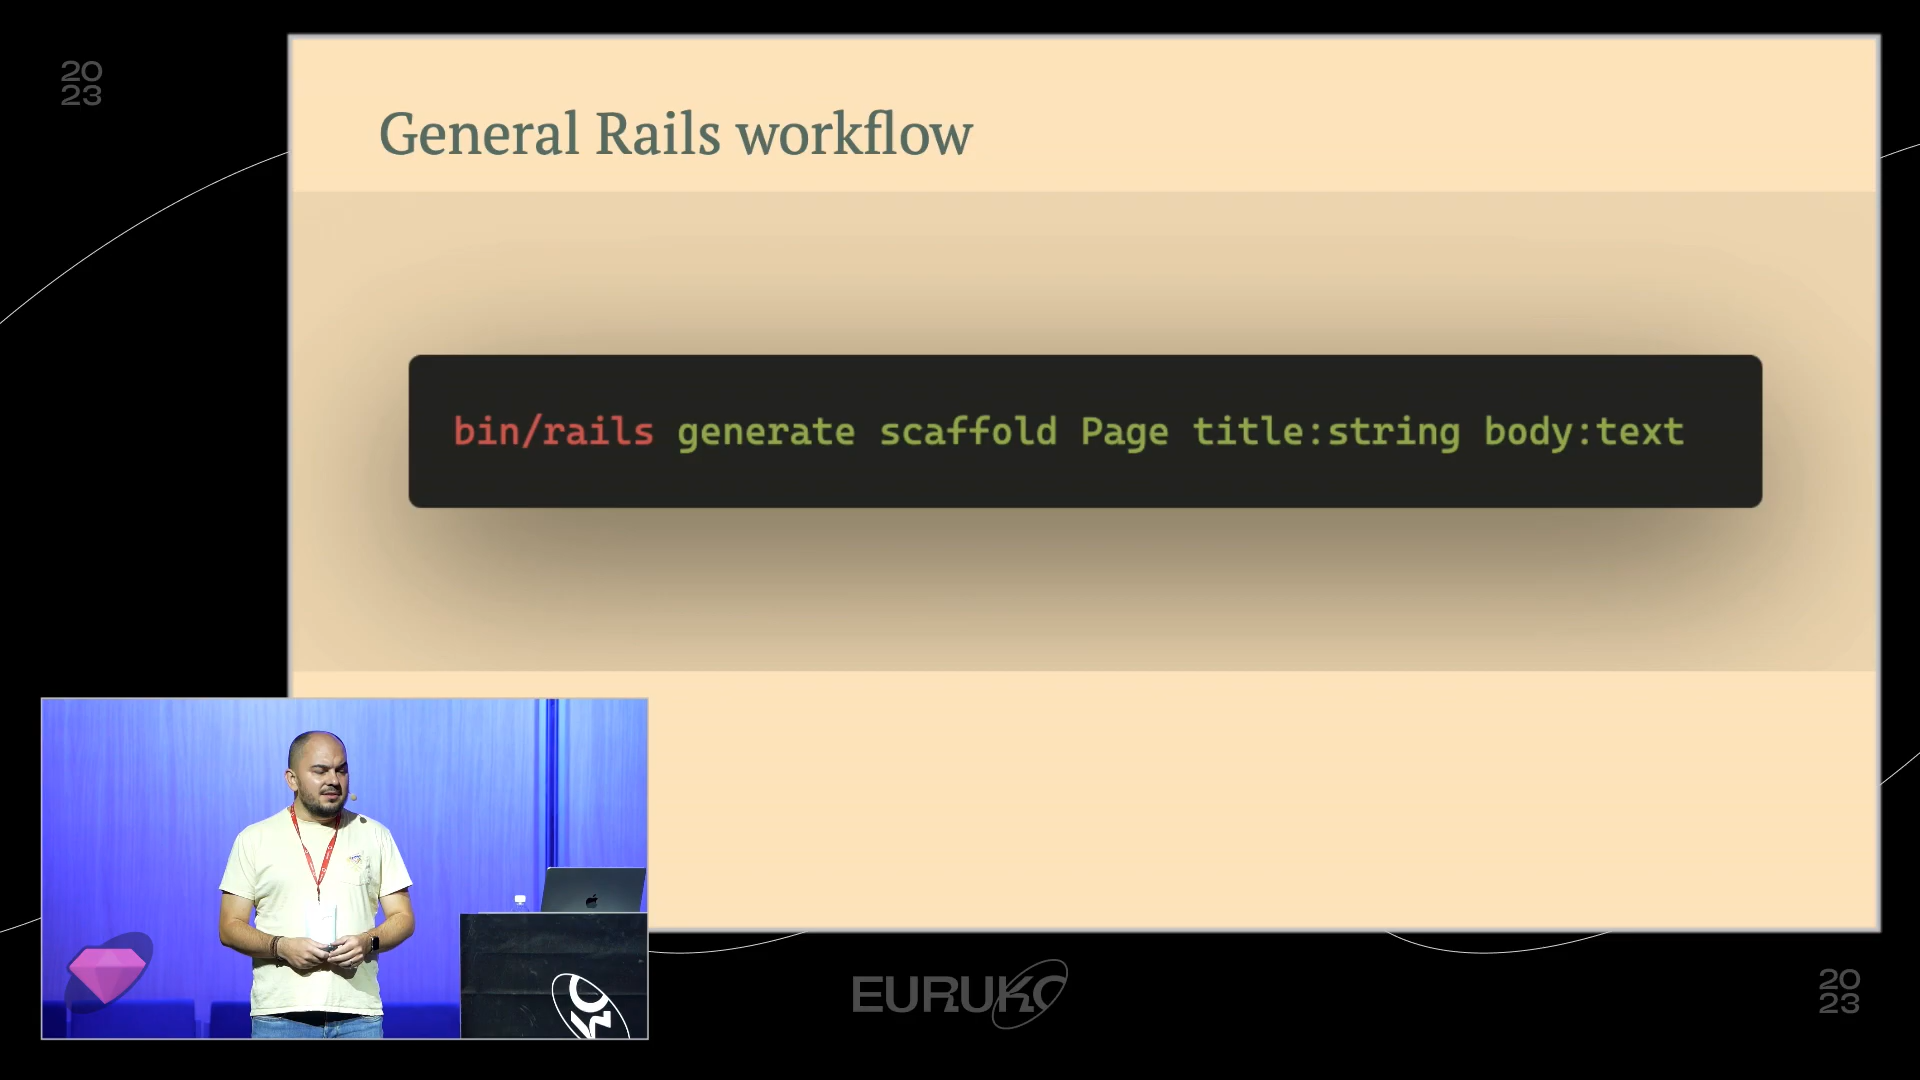 20
23
General Rails workflow
bin/rails generate scaffold Page title:string body:text
EURUKO
20
23